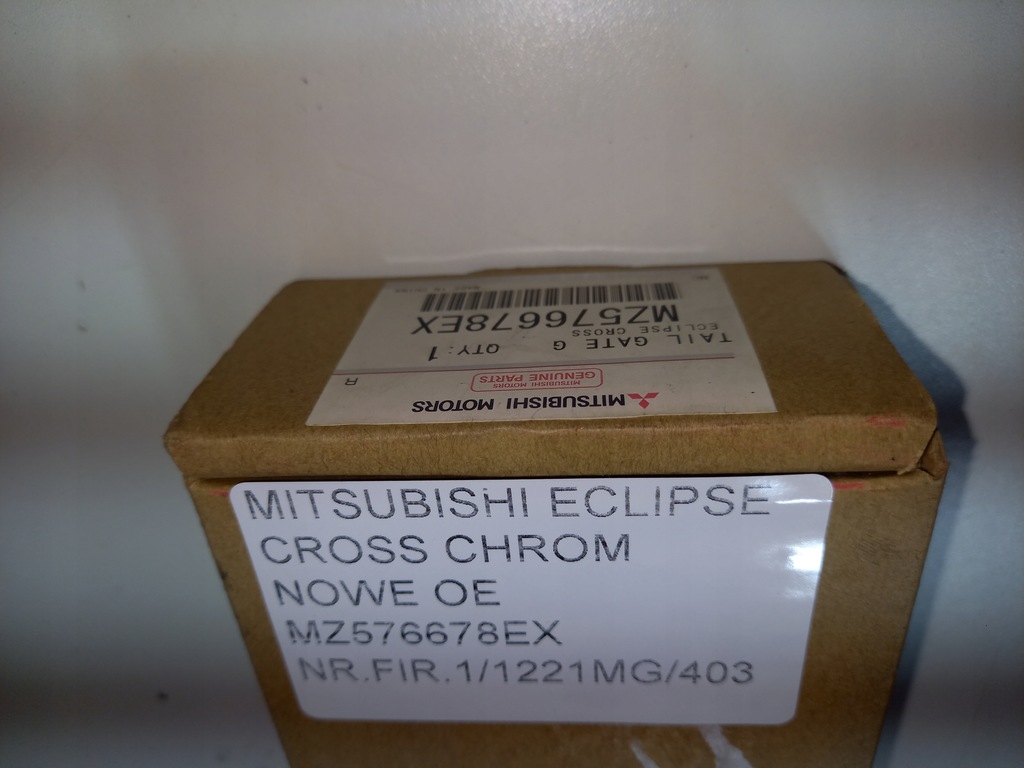 MITSUBISHI MOTORS
MITSUBISHI MOTORS
GENUINE PARTS
R
TAIL GATE G QTY: 1
ECLIPSE CROSS
MZ576678EX
MITSUBISHI ECLIPSE
CROSS CHROM
NOWE OE
MZ576678EX
NR.FIR.1/1221MG/403